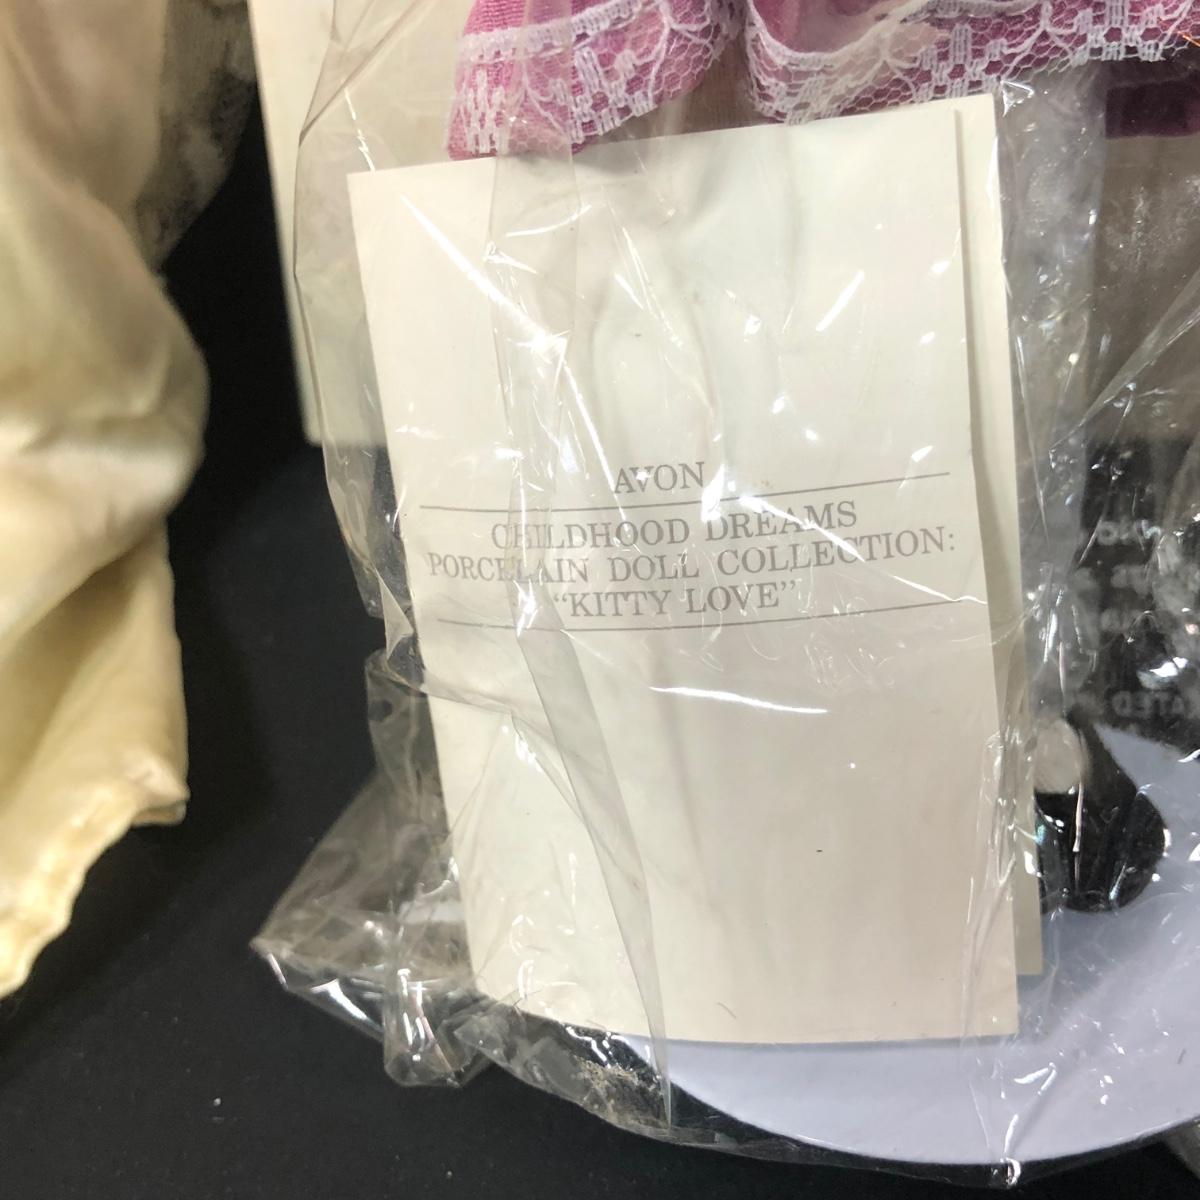 AVON
CHILDHOOD DREAMS
PORCELAIN DOLL COLLECTION:
“KITTY LOVE”